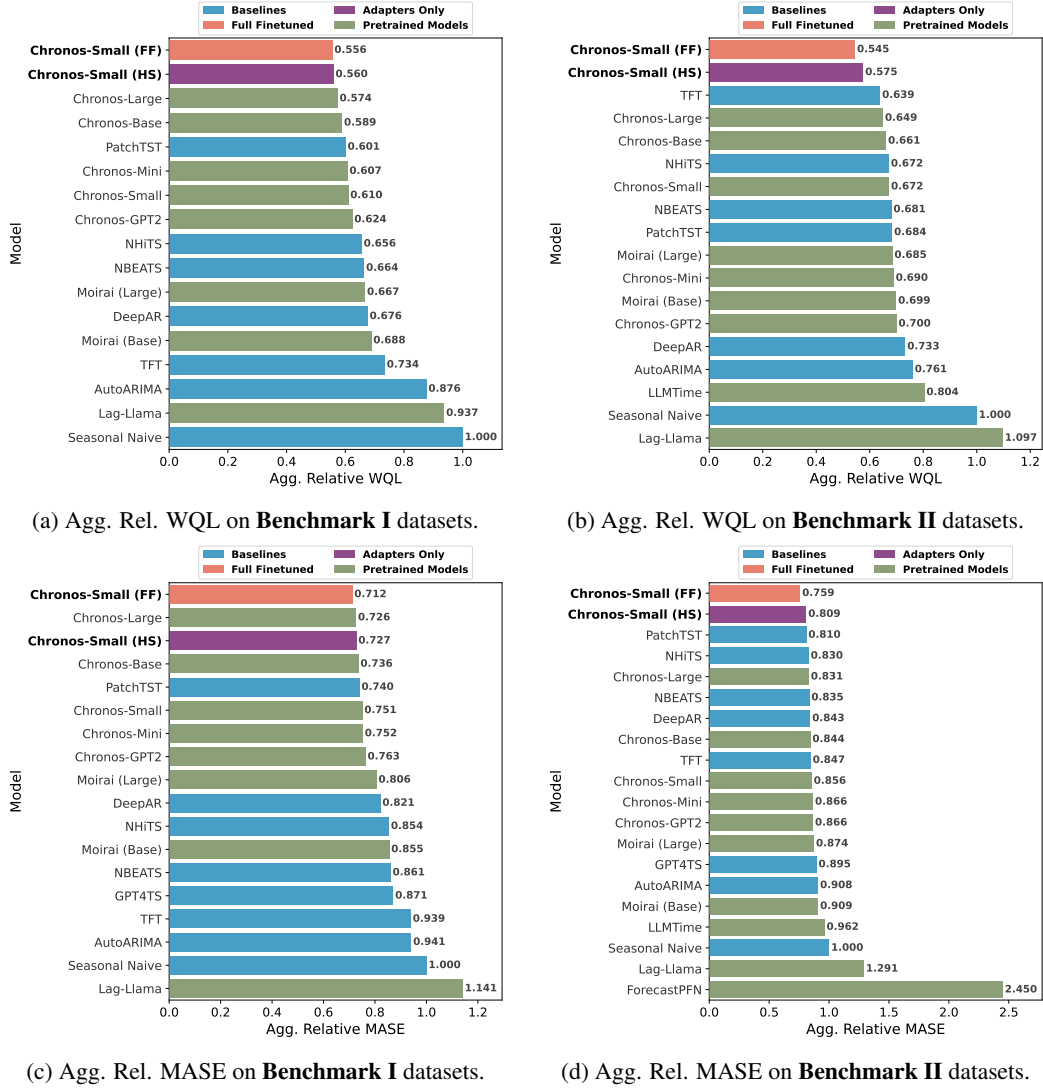 Baselines
Full Finetuned
Adapters Only
Pretrained Models
Model
Chronos-Small (FF) 0.556
Chronos-Small (HS) 0.560
Chronos-Large 0.574
Chronos-Base 0.589
PatchTST 0.601
Chronos-Mini 0.607
Chronos-Small 0.610
Chronos-GPT2 0.624
NHiTS 0.656
NBEATS 0.664
Moirai (Large) 0.667
DeepAR 0.676
Moirai (Base) 0.688
TFT 0.734
AutoARIMA 0.876
Lag-Llama 0.937
Seasonal Naive 1.000
0.0 0.2 0.4 0.6 0.8 1.0
Agg. Relative WQL
(a) Agg. Rel. WQL on Benchmark I datasets.
Baselines
Full Finetuned
Adapters Only
Pretrained Models
Model
Chronos-Small (FF) 0.545
Chronos-Small (HS) 0.575
TFT 0.639
Chronos-Large 0.649
Chronos-Base 0.661
NHiTS 0.672
Chronos-Small 0.672
NBEATS 0.681
PatchTST 0.684
Moirai (Large) 0.685
Chronos-Mini 0.690
Moirai (Base) 0.699
Chronos-GPT2 0.700
DeepAR 0.733
AutoARIMA 0.761
LLMTime 0.804
Seasonal Naive 1.000
Lag-Llama 1.097
0.0 0.2 0.4 0.6 0.8 1.0 1.2
Agg. Relative WQL
(b) Agg. Rel. WQL on Benchmark II datasets.
Baselines
Full Finetuned
Adapters Only
Pretrained Models
Model
Chronos-Small (FF) 0.712
Chronos-Large 0.726
Chronos-Small (HS) 0.727
Chronos-Base 0.736
PatchTST 0.740
Chronos-Small 0.751
Chronos-Mini 0.752
Chronos-GPT2 0.763
Moirai (Large) 0.806
DeepAR 0.821
NHiTS 0.854
Moirai (Base) 0.855
NBEATS 0.861
GPT4TS 0.871
TFT 0.939
AutoARIMA 0.941
Seasonal Naive 1.000
Lag-Llama 1.141
0.0 0.2 0.4 0.6 0.8 1.0 1.2
Agg. Relative MASE
(c) Agg. Rel. MASE on Benchmark I datasets.
Baselines
Full Finetuned
Adapters Only
Pretrained Models
Model
Chronos-Small (FF) 0.759
Chronos-Small (HS) 0.809
PatchTST 0.810
NHiTS 0.830
Chronos-Large 0.831
NBEATS 0.835
DeepAR 0.843
Chronos-Base 0.844
TFT 0.847
Chronos-Small 0.856
Chronos-Mini 0.866
Chronos-GPT2 0.866
Moirai (Large) 0.874
GPT4TS 0.895
AutoARIMA 0.908
Moirai (Base) 0.909
LLMTime 0.962
Seasonal Naive 1.000
Lag-Llama 1.291
ForecastPFN 2.450
0.0 0.5 1.0 1.5 2.0 2.5
Agg. Relative MASE
(d) Agg. Rel. MASE on Benchmark II datasets.